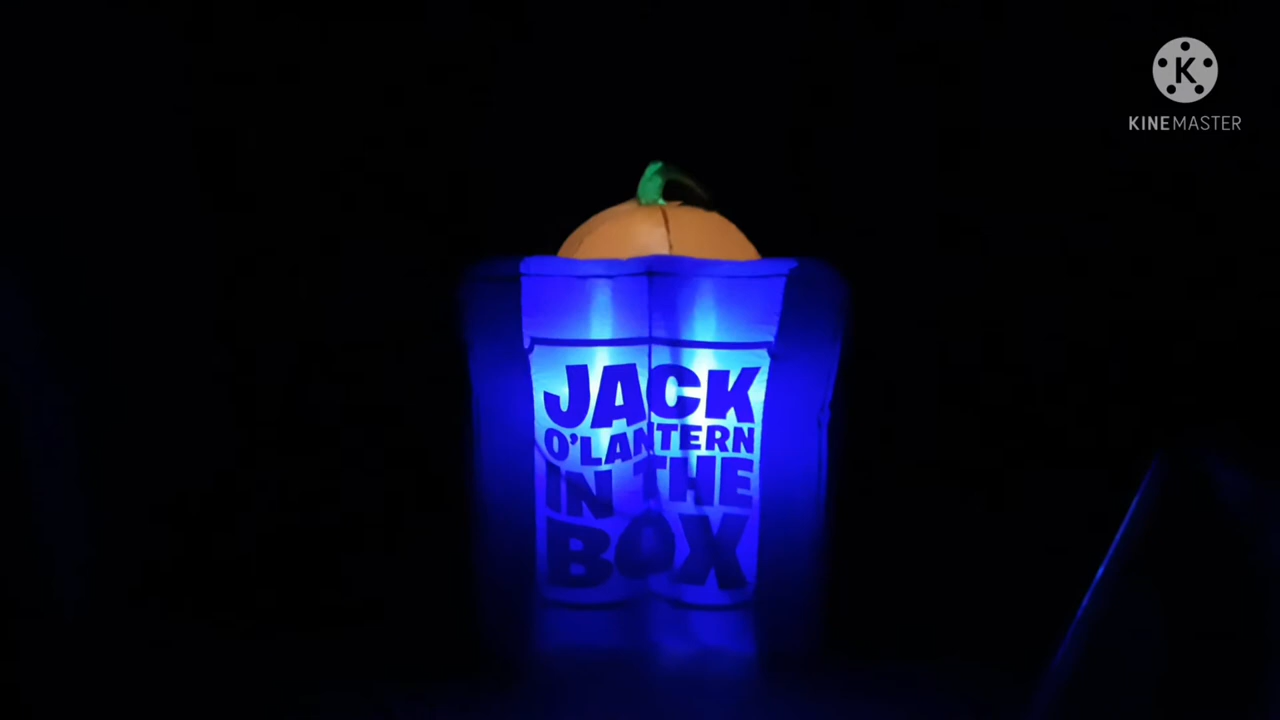 K
KINEMASTER
JACK
O'LANTERN
IN THE
BOX